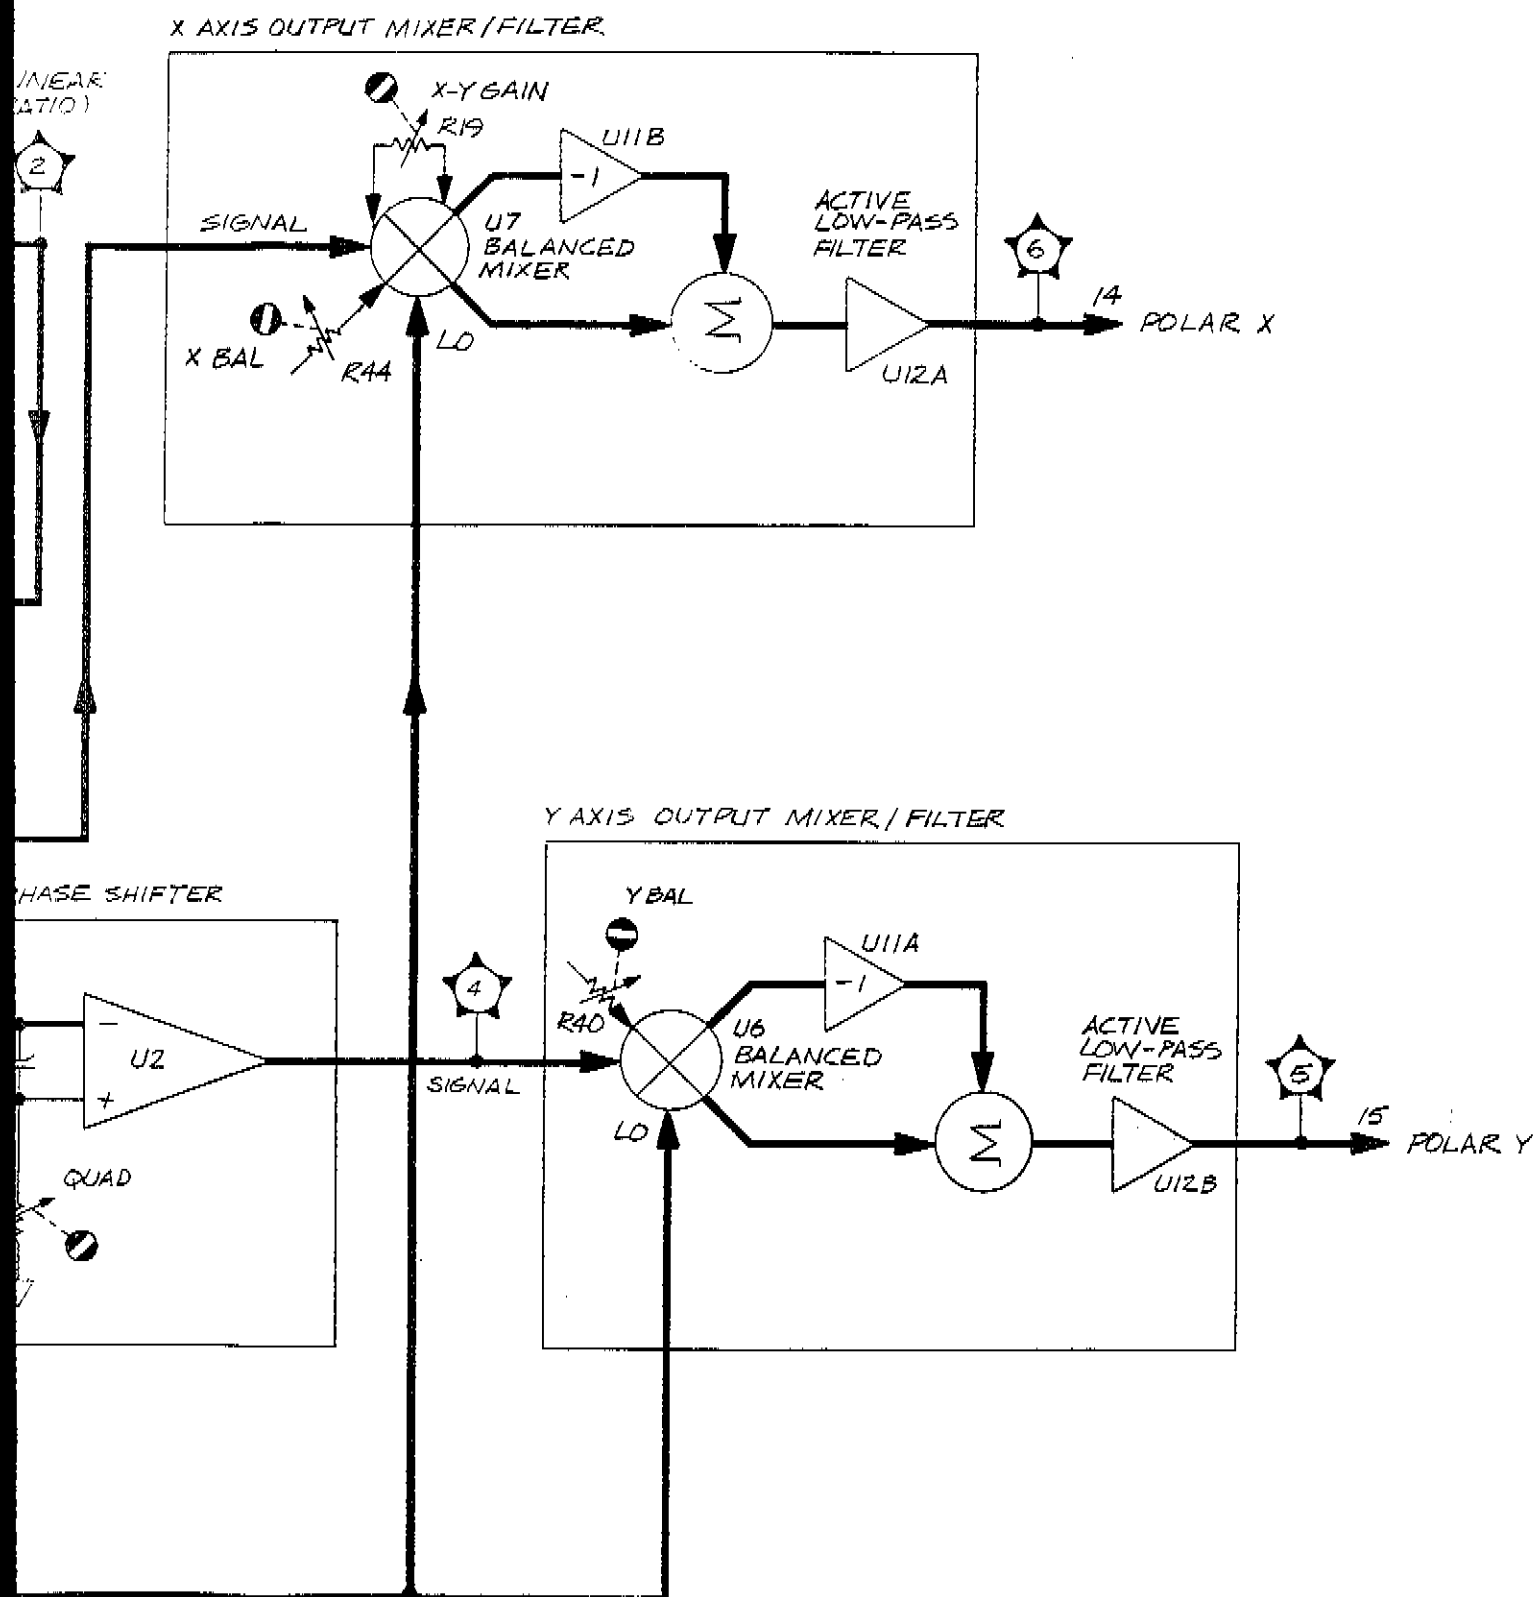 X AXIS OUTPUT MIXER/FILTER
INEAR
ATIO)
2
X-Y GAIN
R19
U11B
-1
SIGNAL
U7
BALANCED
MIXER
ACTIVE
LOW-PASS
FILTER
6
X BAL
R44
LO
Σ
U12A
14
POLAR X
Y AXIS OUTPUT MIXER/FILTER
HASE SHIFTER
Y BAL
U11A
-1
4
R40
U6
BALANCED
MIXER
ACTIVE
LOW-PASS
FILTER
5
-
U2
+
SIGNAL
LO
Σ
U12B
15
POLAR Y
QUAD